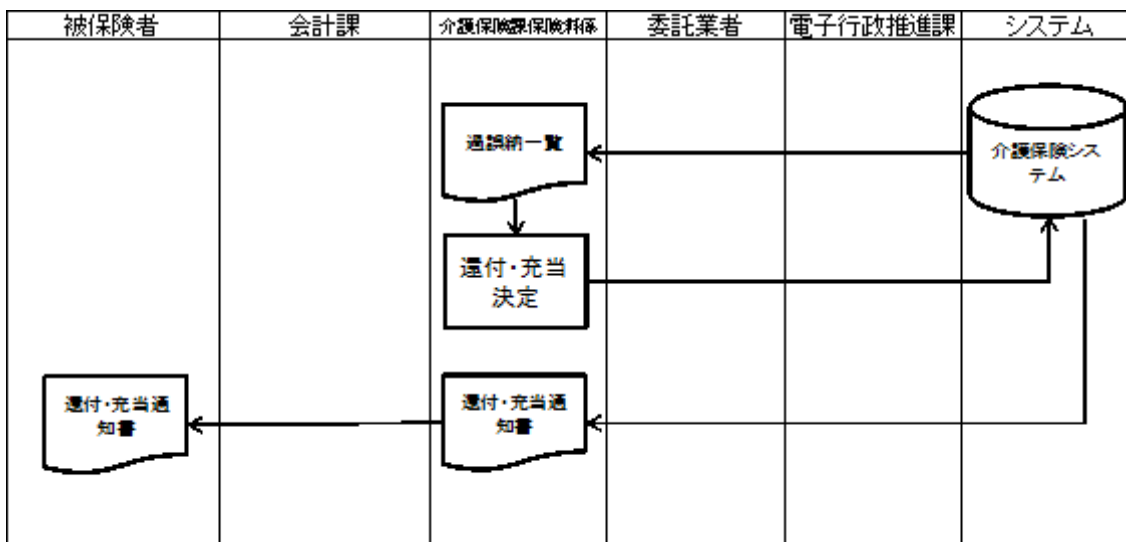 被保険者
会計課
介護保険課保険料係
委託業者
電子行政推進課
システム
過誤納一覧
介護保険シス
テム
還付・充当
決定
還付・充当通
知書
還付・充当通
知書